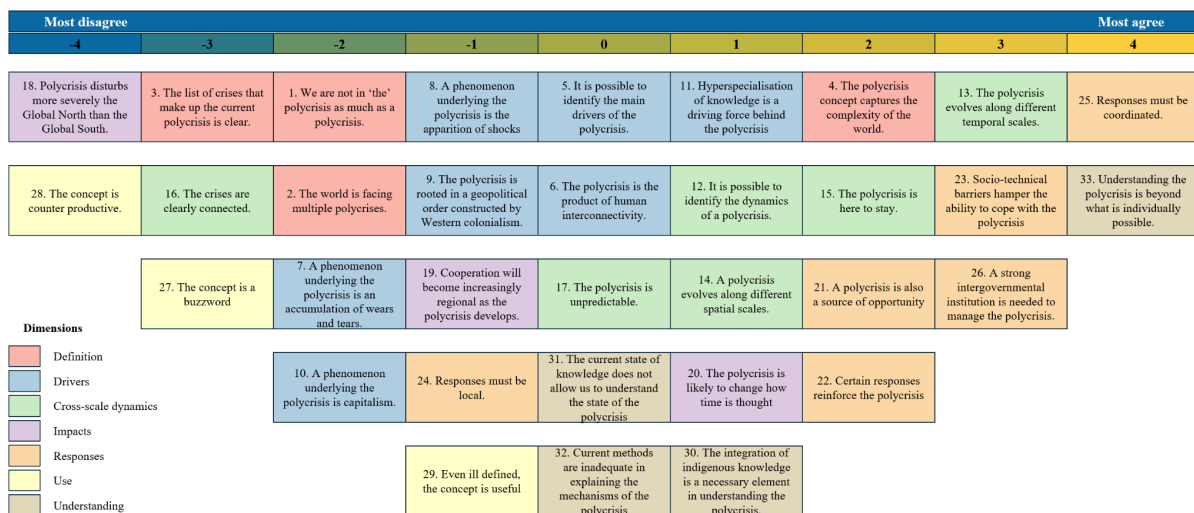 Most disagree
Most agree
-4
-3
-2
-1
0
1
2
3
4
18. Polycrisis disturbs
more severely the
Global North than the
Global South.
3. The list of crises that
make up the current
polycrisis is clear.
1. We are not in ‘the’
polycrisis as much as a
polycrisis.
8. A phenomenon
underlying the
polycrisis is the
apparition of shocks
5. It is possible to
identify the main
drivers of the
polycrisis.
11. Hyperspecialisation
of knowledge is a
driving force behind
the polycrisis
4. The polycrisis
concept captures the
complexity of the
world.
13. The polycrisis
evolves along different
temporal scales.
25. Responses must be
coordinated.
28. The concept is
counter productive.
16. The crises are
clearly connected.
2. The world is facing
multiple polycrises.
9. The polycrisis is
rooted in a geopolitical
order constructed by
Western colonialism.
6. The polycrisis is the
product of human
interconnectivity.
12. It is possible to
identify the dynamics
of a polycrisis.
15. The polycrisis is
here to stay.
23. Socio-technical
barriers hamper the
ability to cope with the
polycrisis
33. Understanding the
polycrisis is beyond
what is individually
possible.
27. The concept is a
buzzword
7. A phenomenon
underlying the
polycrisis is an
accumulation of wears
and tears.
19. Cooperation will
become increasingly
regional as the
polycrisis develops.
17. The polycrisis is
unpredictable.
14. A polycrisis
evolves along different
spatial scales.
21. A polycrisis is also
a source of opportunity
26. A strong
intergovernmental
institution is needed to
manage the polycrisis.
10. A phenomenon
underlying the
polycrisis is capitalism.
24. Responses must be
local.
31. The current state of
knowledge does not
allow us to understand
the state of the
polycrisis
20. The polycrisis is
likely to change how
time is thought
22. Certain responses
reinforce the polycrisis
29. Even ill defined,
the concept is useful
32. Current methods
are inadequate in
explaining the
mechanisms of the
polycrisis
30. The integration of
indigenous knowledge
is a necessary element
in understanding the
polycrisis.
Dimensions
Definition
Drivers
Cross-scale dynamics
Impacts
Responses
Use
Understanding